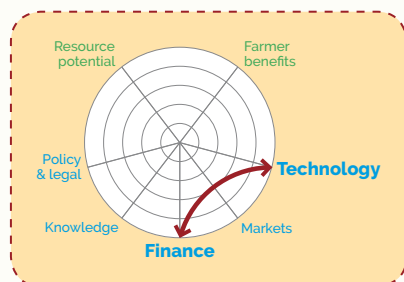 Resource
potential
Farmer
benefits
Policy
& legal
Technology
Knowledge
Markets
Finance